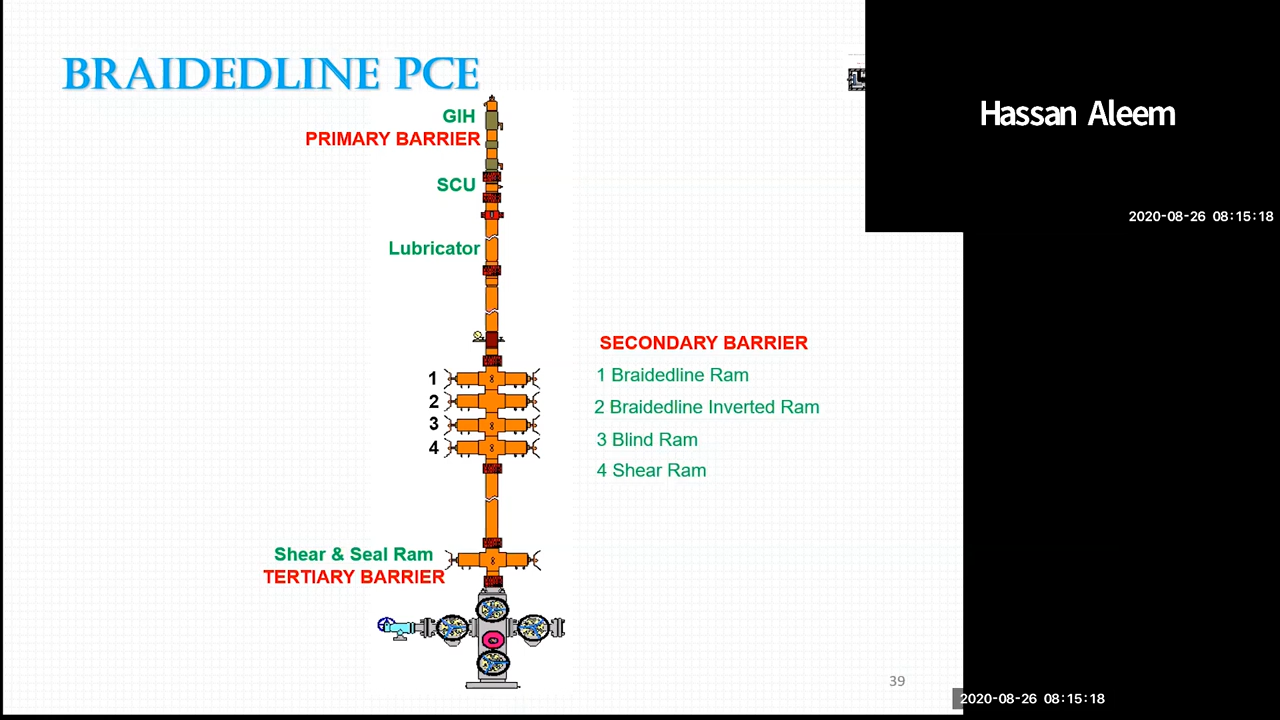 BRAIDEDLINE PCE
GIH
PRIMARY BARRIER
SCU
Lubricator
1
2
3
4
SECONDARY BARRIER
1 Braidedline Ram
2 Braidedline Inverted Ram
3 Blind Ram
4 Shear Ram
Shear & Seal Ram
TERTIARY BARRIER
39
Hassan Aleem
2020-08-26 08:15:18
2020-08-26 08:15:18